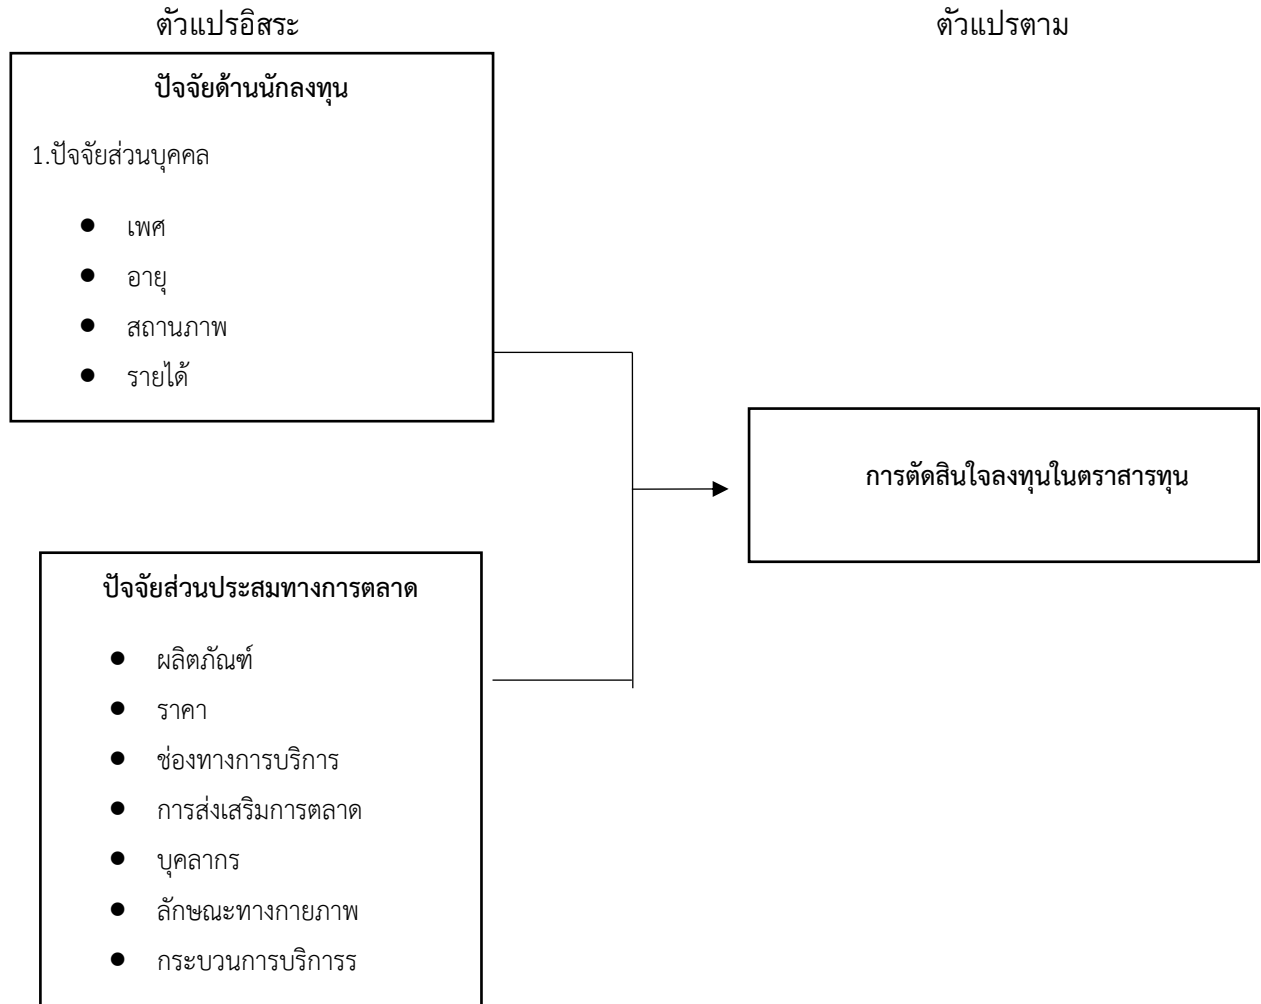 ตัวแปรอิสระ
ตัวแปรตาม
ปัจจัยด้านนักลงทุน
1.ปัจจัยส่วนบุคคล
● เพศ
● อายุ
● สถานภาพ
● รายได้
การตัดสินใจลงทุนในตราสารทุน
ปัจจัยส่วนประสมทางการตลาด
● ผลิตภัณฑ์
● ราคา
● ช่องทางการบริการ
● การส่งเสริมการตลาด
● บุคลากร
● ลักษณะทางกายภาพ
● กระบวนการบริการร